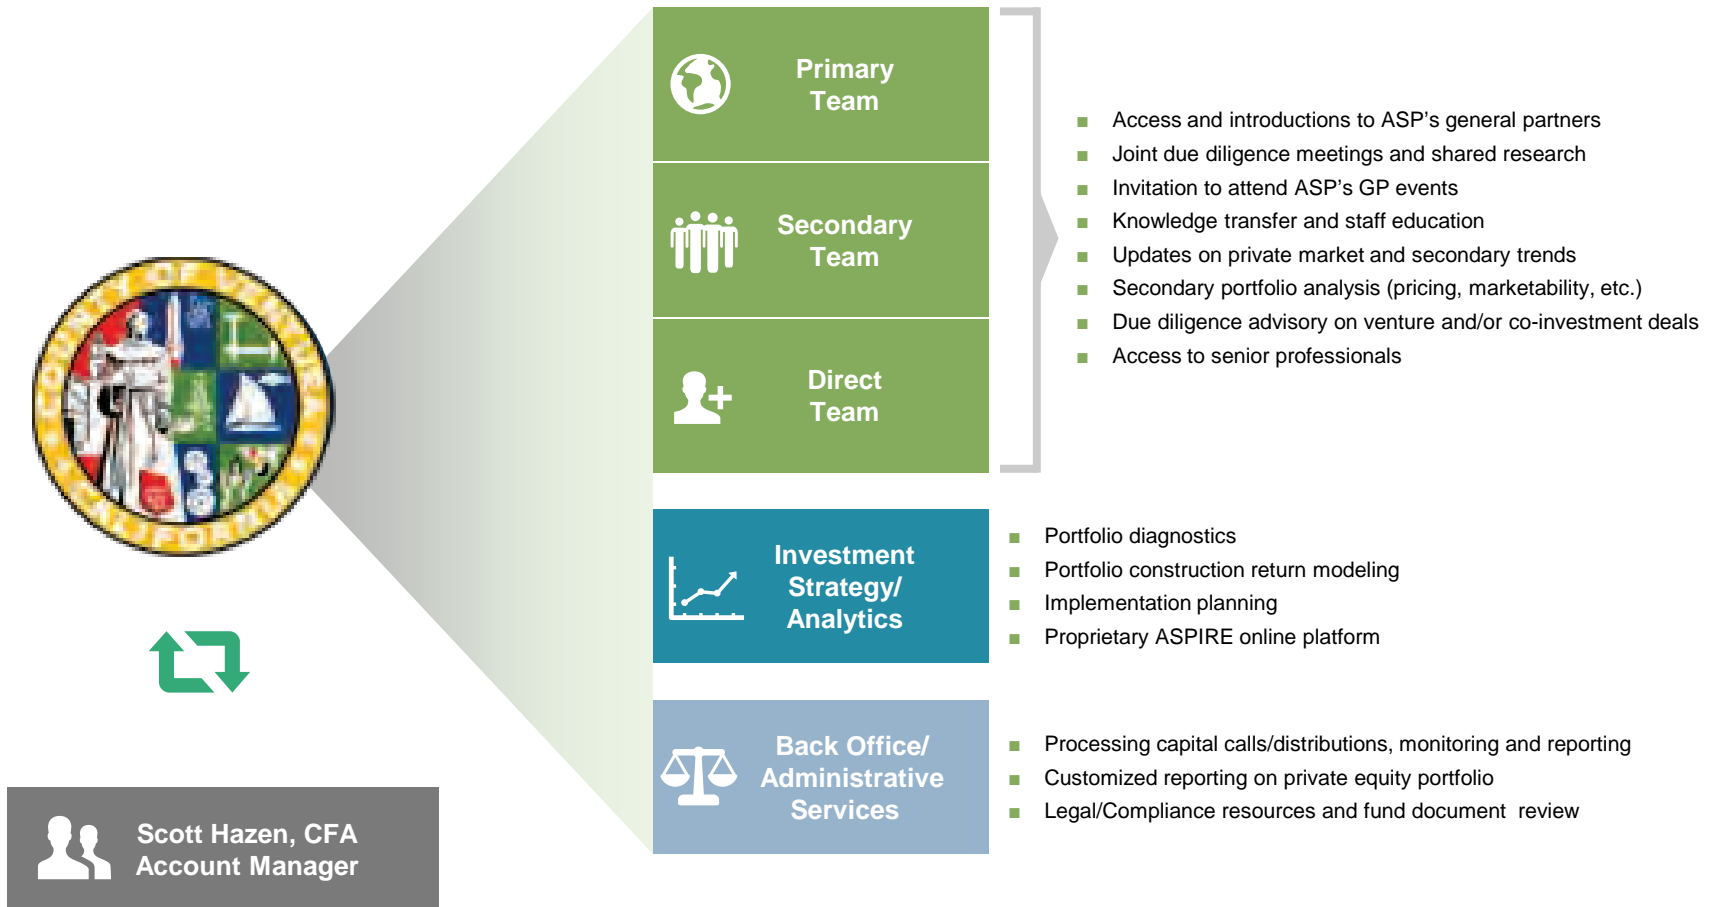 COUNTY OF VENTURA
CALIFORNIA
Scott Hazen, CFA
Account Manager
Primary
Team
Secondary
Team
Direct
Team
■ Access and introductions to ASP’s general partners
■ Joint due diligence meetings and shared research
■ Invitation to attend ASP’s GP events
■ Knowledge transfer and staff education
■ Updates on private market and secondary trends
■ Secondary portfolio analysis (pricing, marketability, etc.)
■ Due diligence advisory on venture and/or co-investment deals
■ Access to senior professionals
Investment
Strategy/
Analytics
■ Portfolio diagnostics
■ Portfolio construction return modeling
■ Implementation planning
■ Proprietary ASPIRE online platform
Back Office/
Administrative
Services
■ Processing capital calls/distributions, monitoring and reporting
■ Customized reporting on private equity portfolio
■ Legal/Compliance resources and fund document  review